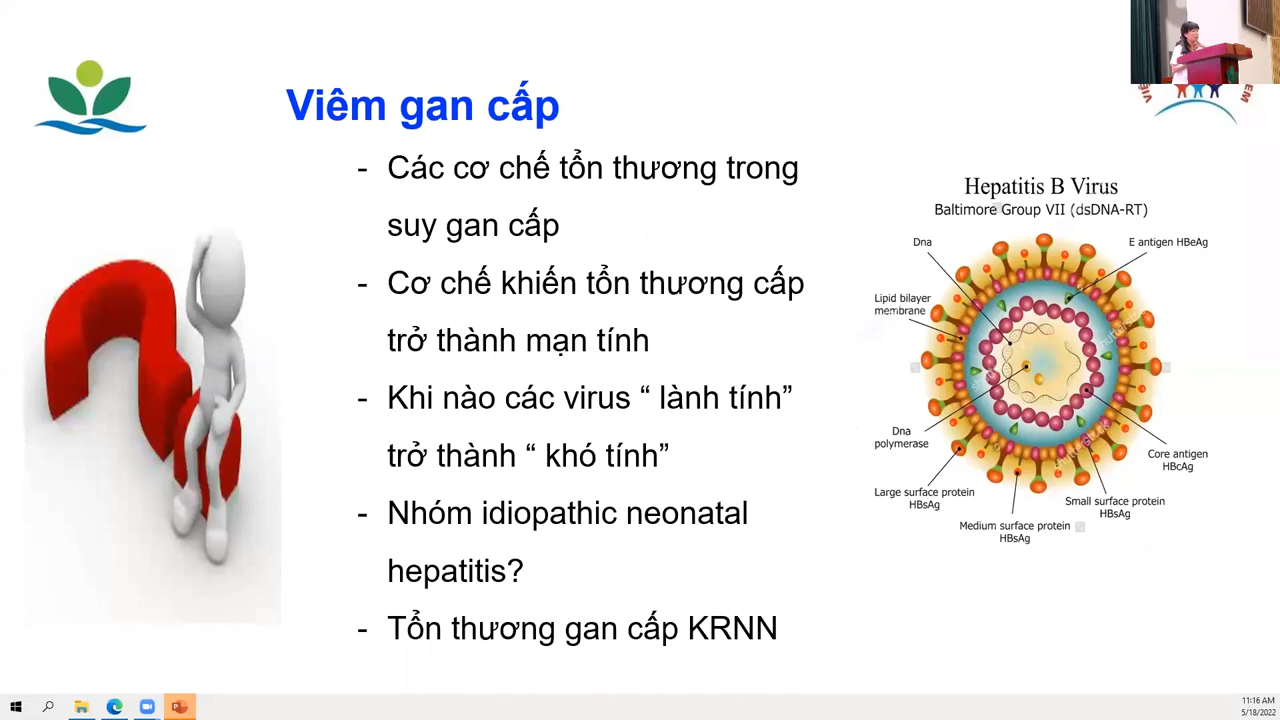 Viêm gan cấp
- Các cơ chế tổn thương trong
suy gan cấp
- Cơ chế khiến tổn thương cấp
trở thành mạn tính
- Khi nào các virus “ lành tính”
trở thành “ khó tính”
- Nhóm idiopathic neonatal
hepatitis?
- Tổn thương gan cấp KRNN
Hepatitis B Virus
Baltimore Group VII (dsDNA-RT)
Dna
E antigen HBeAg
Lipid bilayer
membrane
Dna
polymerase
Core antigen
HBcAg
Large surface protein
HBsAg
Small surface protein
HBsAg
Medium surface protein
HBsAg
11:16 AM
5/18/2022